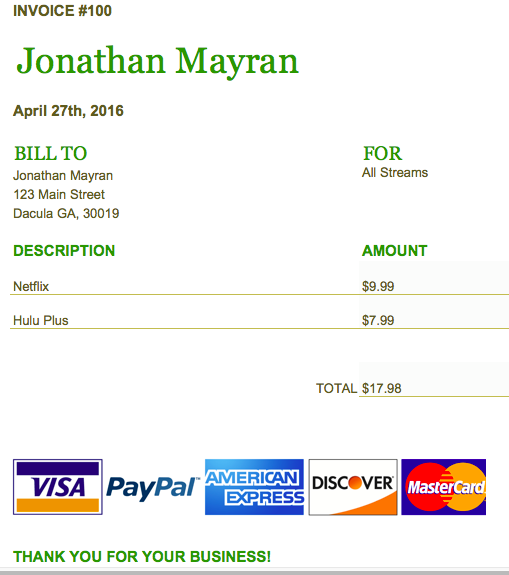 INVOICE #100
Jonathan Mayran
April 27th, 2016
BILL TO FOR
Jonathan Mayran All Streams
123 Main Street
Dacula GA, 30019
DESCRIPTION AMOUNT
Netflix $9.99
Hulu Plus $7.99
TOTAL $17.98
VISA PayPal AMERICAN EXPRESS DISCOVER MasterCard
THANK YOU FOR YOUR BUSINESS!